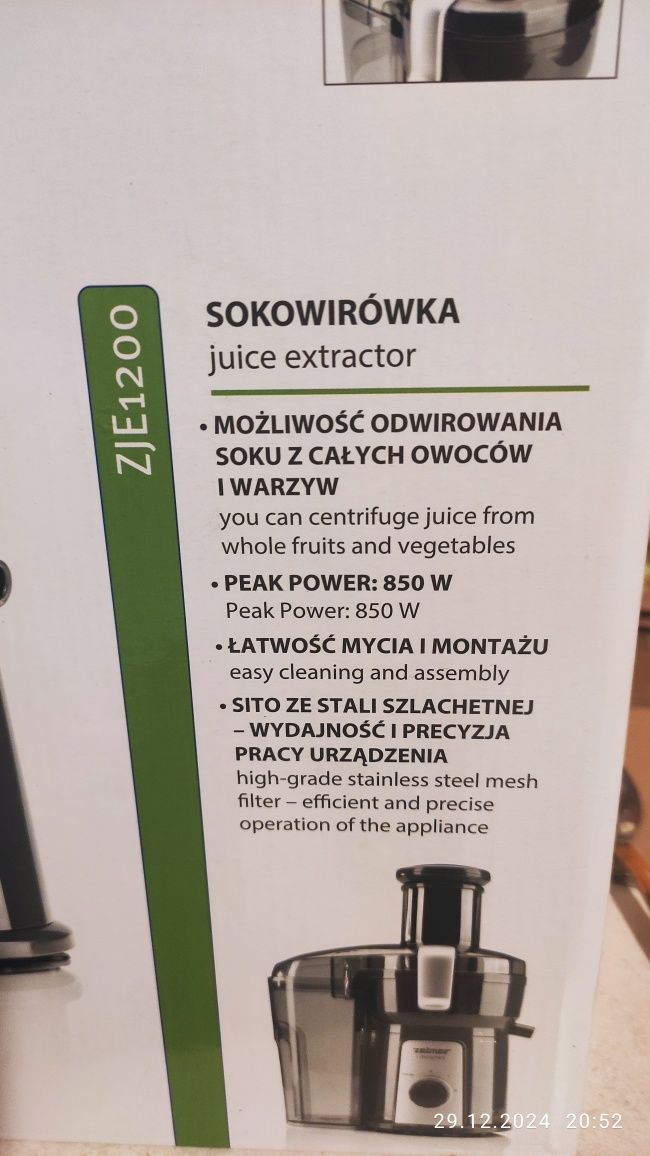 ZJE1200
SOKOWIRÓWKA
juice extractor
• MOŻLIWOŚĆ ODWIROWANIA
SOKU Z CAŁYCH OWOCÓW
I WARZYW
you can centrifuge juice from
whole fruits and vegetables
• PEAK POWER: 850 W
Peak Power: 850 W
• ŁATWOŚĆ MYCIA I MONTAŻU
easy cleaning and assembly
• SITO ZE STALI SZLACHETNEJ
– WYDAJNOŚĆ I PRECYZJA
PRACY URZĄDZENIA
high-grade stainless steel mesh
filter – efficient and precise
operation of the appliance
zelmer
29.12.2024 20:52